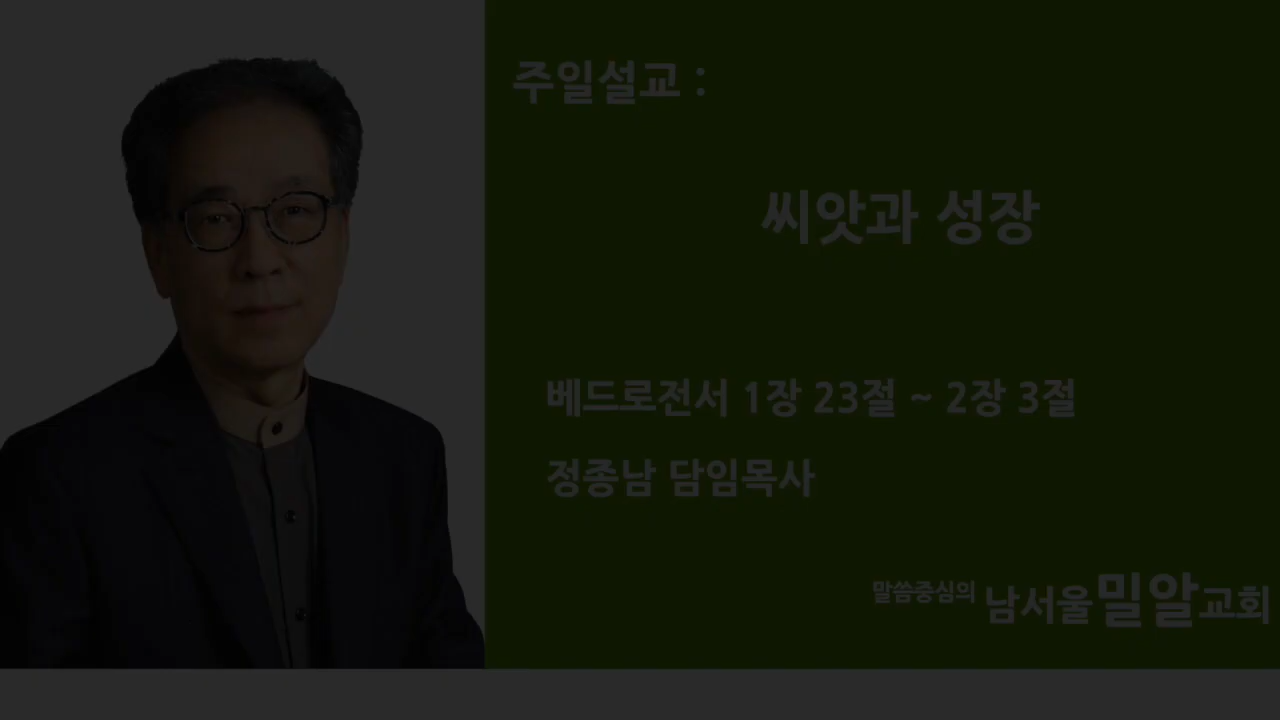 주일설교 :
씨앗과 성장
베드로전서 1장 23절 ~ 2장 3절
정종남 담임목사
말씀중심의 남서울밀알교회